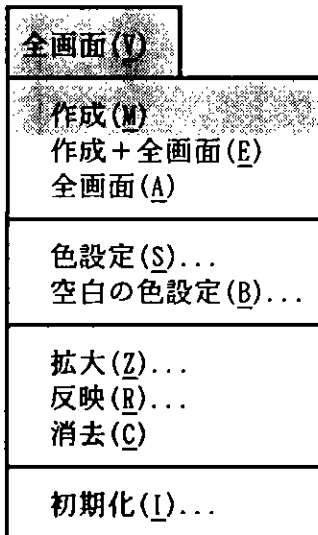 全画面(V)
作成(M)
作成+全画面(E)
全画面(A)
色設定(S)...
空白の色設定(B)...
拡大(Z)...
反映(R)...
消去(C)
初期化(I)...